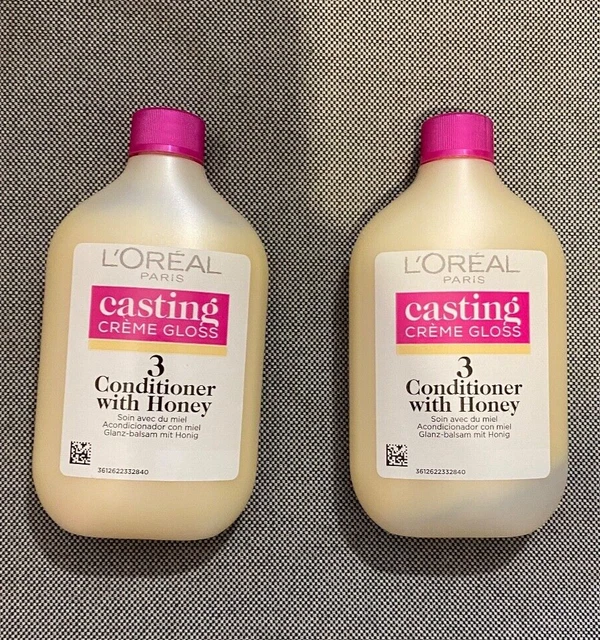 L'ORÉAL
PARIS
casting
CRÈME GLOSS
3
Conditioner
with Honey
Soin avec du miel
Acondicionador con miel
Glanz-balsam mit Honig
3612622332840
L'ORÉAL
PARIS
casting
CRÈME GLOSS
3
Conditioner
with Honey
Soin avec du miel
Acondicionador con miel
Glanz-balsam mit Honig
3612622332840